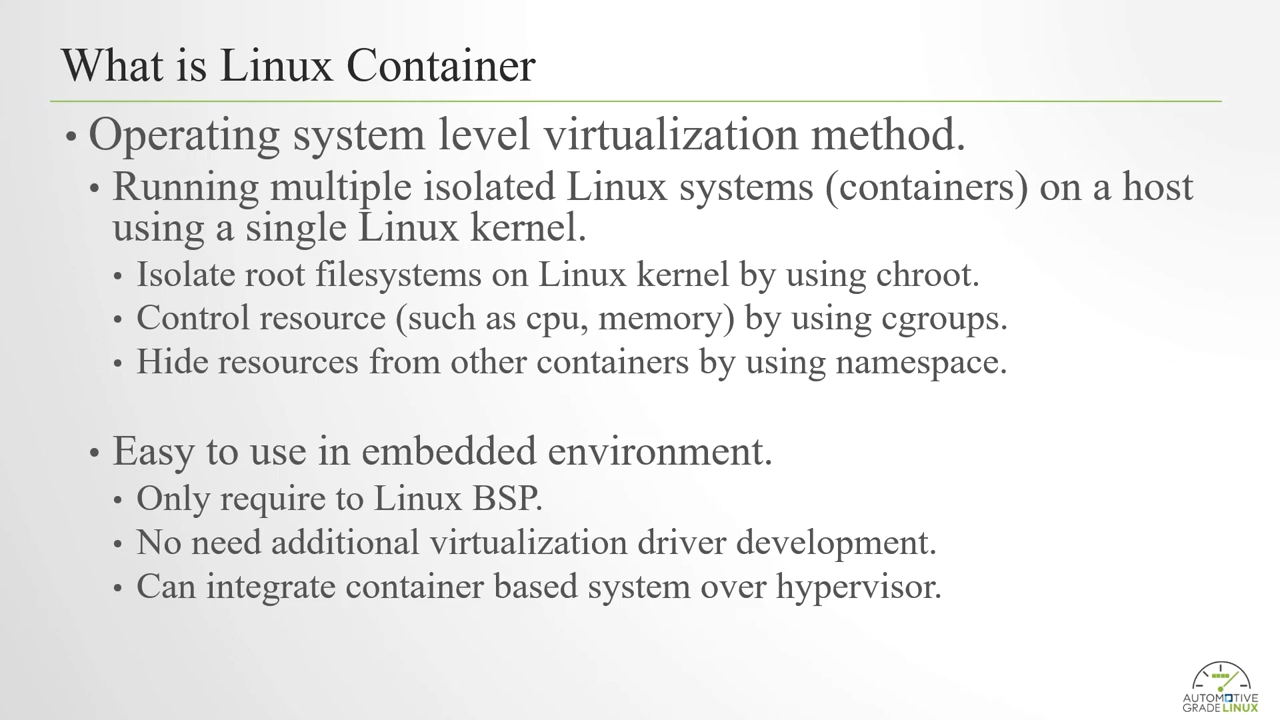 What is Linux Container
• Operating system level virtualization method.
• Running multiple isolated Linux systems (containers) on a host
using a single Linux kernel.
• Isolate root filesystems on Linux kernel by using chroot.
• Control resource (such as cpu, memory) by using cgroups.
• Hide resources from other containers by using namespace.
• Easy to use in embedded environment.
• Only require to Linux BSP.
• No need additional virtualization driver development.
• Can integrate container based system over hypervisor.
AUTOMOTIVE
GRADE LINUX